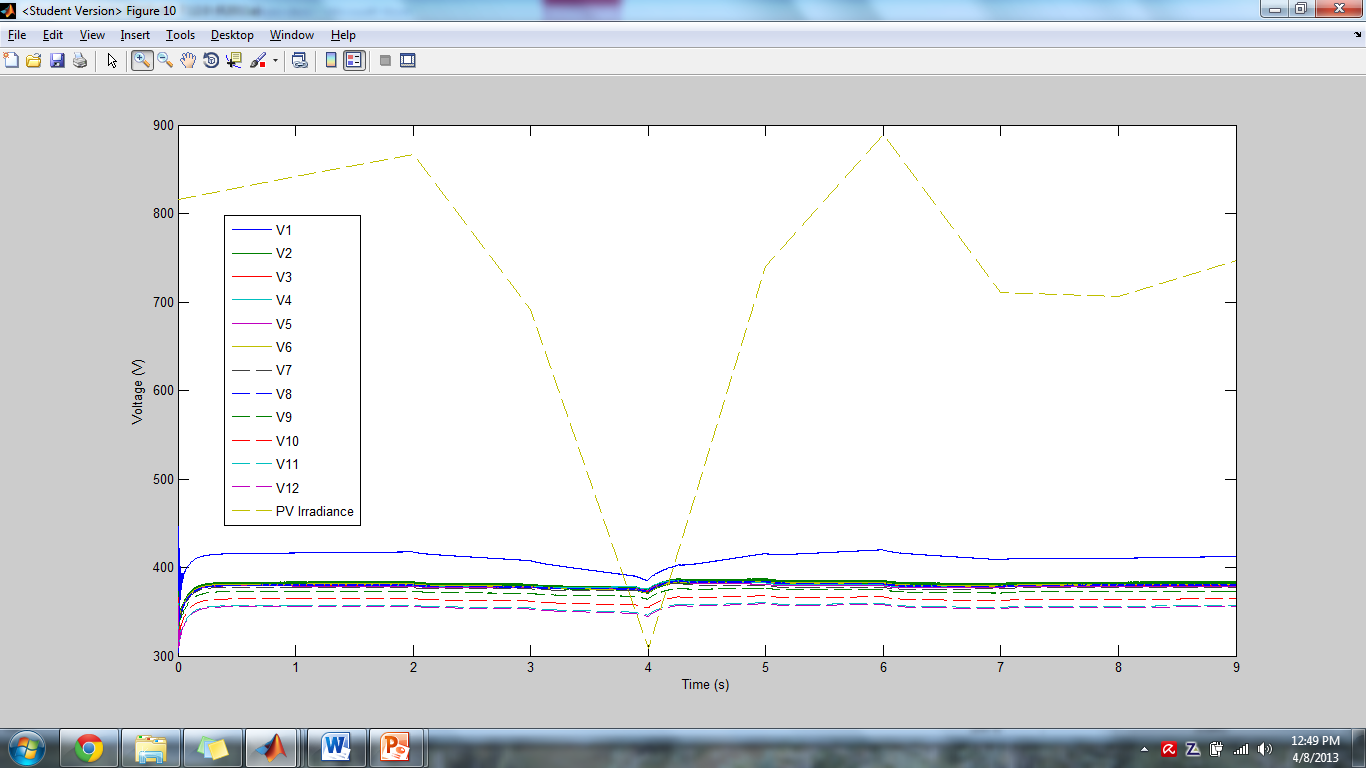 <Student Version> Figure 10
File Edit View Insert Tools Desktop Window Help
900
800
700
600
500
400
300
Voltage (V)
V1
V2
V3
V4
V5
V6
V7
V8
V9
V10
V11
V12
PV Irradiance
0 1 2 3 4 5 6 7 8 9
Time (s)
12:49 PM
4/8/2013